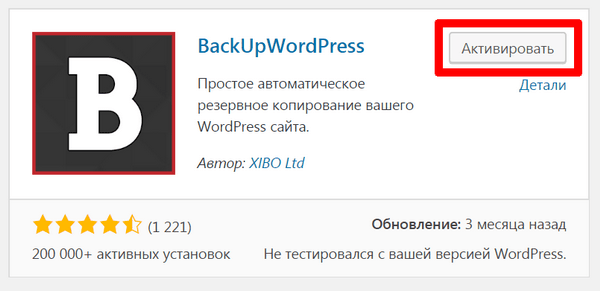 B
BackUpWordPress
Активировать
Детали
Простое автоматическое
резервное копирование вашего
WordPress сайта.
Автор: XIBO Ltd
(1 221)
Обновление: 3 месяца назад
200 000+ активных установок
Не тестировался с вашей версией WordPress.